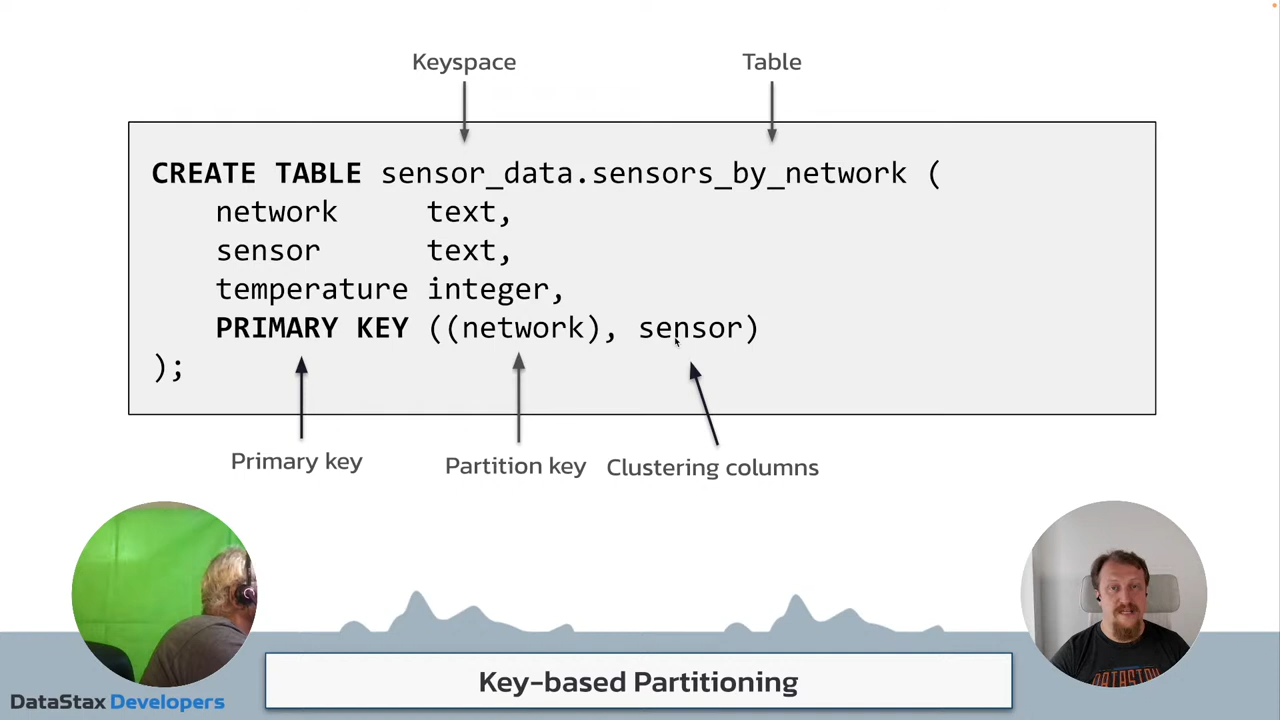 Keyspace Table
CREATE TABLE sensor_data.sensors_by_network (
network text,
sensor text,
temperature integer,
PRIMARY KEY ((network), sensor)
);
Primary key Partition key Clustering columns
DATASTAX
Key-based Partitioning
DataStax Developers